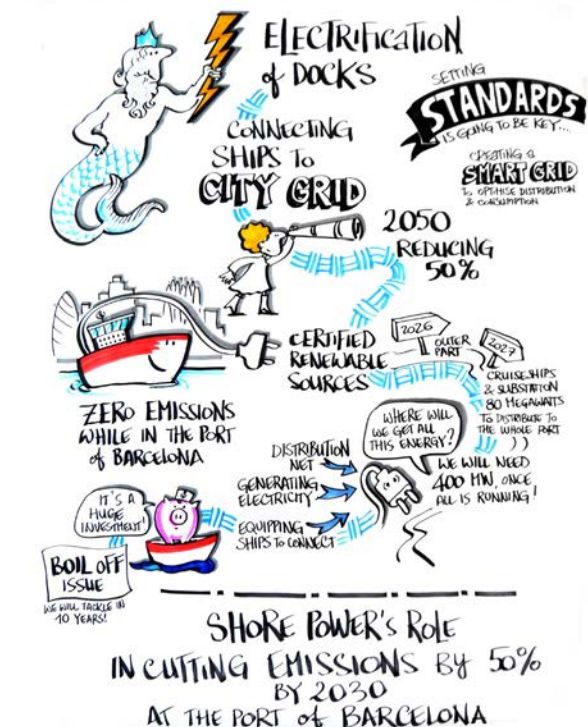 ELECTRIFICATION
of DOCKS
SETTING
STANDARDS
IS GOING TO BE KEY....
CREATING a
SMART GRID
TO OPTIMISE DISTRIBUTION
& CONSUMPTION
CONNECTING
SHIPS TO
CITY GRID
2050
REDUCING
50%
CERTIFIED
RENEWABLE
SOURCES
2026
OUTER
PART
2027
CRUISESHIPS
& SUBSTATION
80 MEGAWATTS
TO DISTRIBUTE TO
THE WHOLE PORT
ZERO EMISSIONS
WHILE IN THE PORT
of BARCELONA
WHERE WILL
WE GET ALL
THIS ENERGY?
WE WILL NEED
400 MW, ONCE
ALL IS RUNNING!
DISTRIBUTION
NET
GENERATING
ELECTRICITY
EQUIPPING
SHIPS TO CONNECT
IT'S A
HUGE
INVESTMENT!
BOIL OFF
ISSUE
WE WILL TACKLE IN
10 YEARS!
SHORE POWER'S ROLE
IN CUTTING EMISSIONS BY 50%
BY 2030
AT THE PORT of BARCELONA